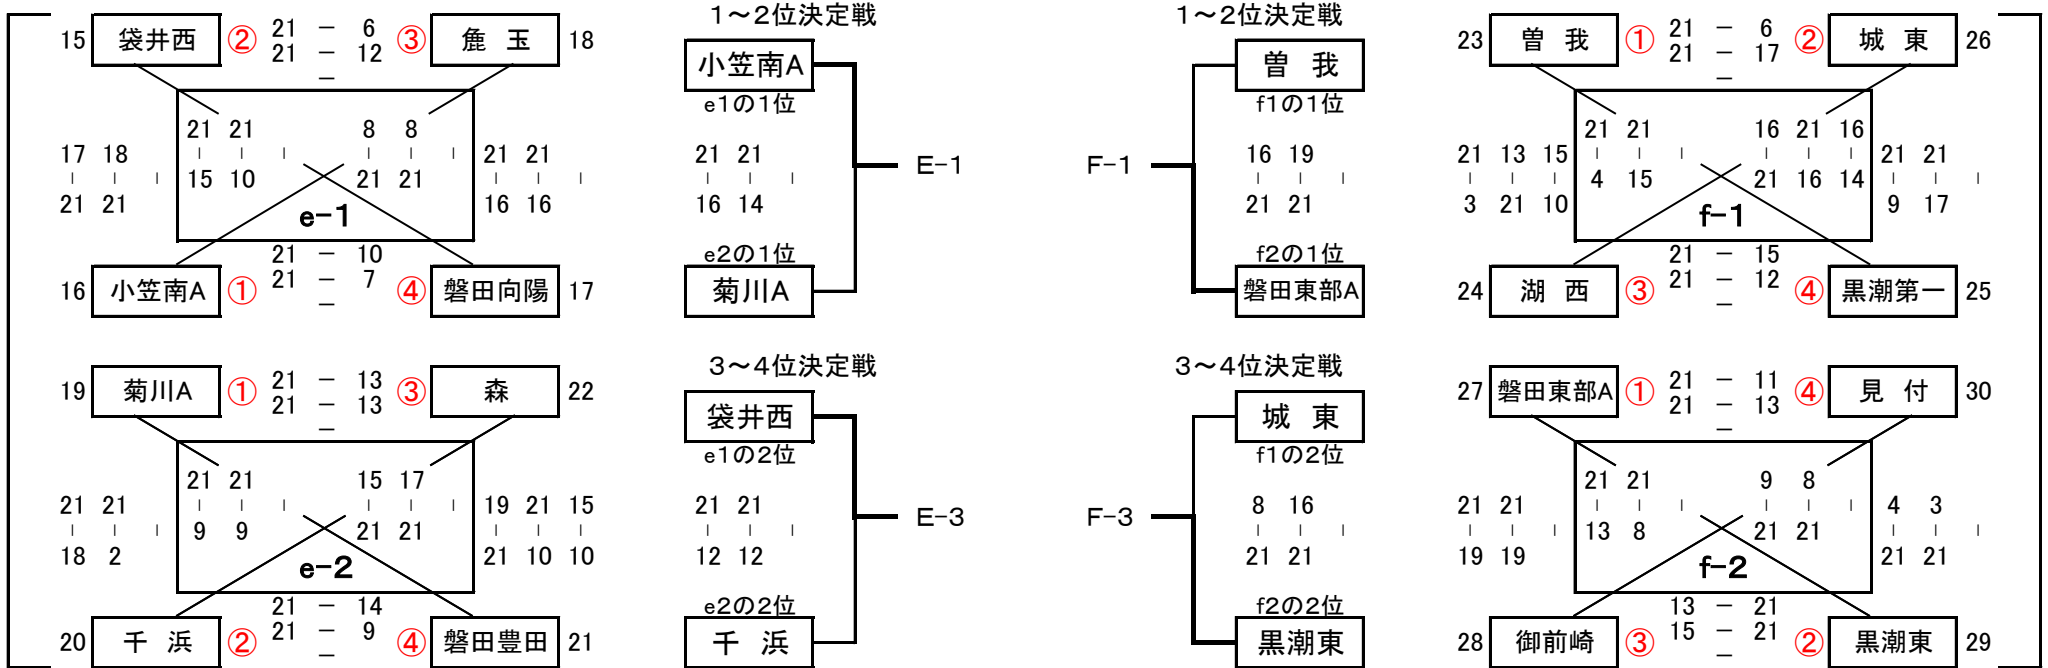 1～2位決定戦 1～2位決定戦
15 袋井西 ② 21 － 6 ③ 麁 玉 18 23 曽 我 ① 21 － 6 ② 城 東 26
21 － 12 小笠南A 曽 我 21 － 17
－ e1の1位 f1の1位 －
21 21 8 8 21 21 16 21 16
17 18 21 21 21 21 E-1 F-1 16 19 21 13 15 21 21
15 10 21 21 4 15 21 16 14
21 21 16 16 16 14 21 21 3 21 10 9 17
e-1 f-1
21 － 10 e2の1位 f2の1位 21 － 15
16 小笠南A ① 21 － 7 ④ 磐田向陽 17 菊川A 磐田東部A 24 湖 西 ③ 21 － 12 ④ 黒潮第一 25
－ －
3～4位決定戦 3～4位決定戦
19 菊川A ① 21 － 13 ③ 森 22 27 磐田東部A ① 21 － 11 ④ 見 付 30
21 － 13 袋井西 城 東 21 － 13
－ e1の2位 f1の2位 －
21 21 15 17 21 21 9 8
21 21 19 21 15 21 21 E-3 F-3 8 16 21 21 4 3
9 9 21 21 13 8 21 21
18 2 21 10 10 12 12 21 21 19 19 21 21
e-2 f-2
21 － 14 e2の2位 f2の2位 13 － 21
20 千 浜 ② 21 － 9 ④ 磐田豊田 21 千 浜 黒潮東 28 御前崎 ③ 15 － 21 ② 黒潮東 29
－ －